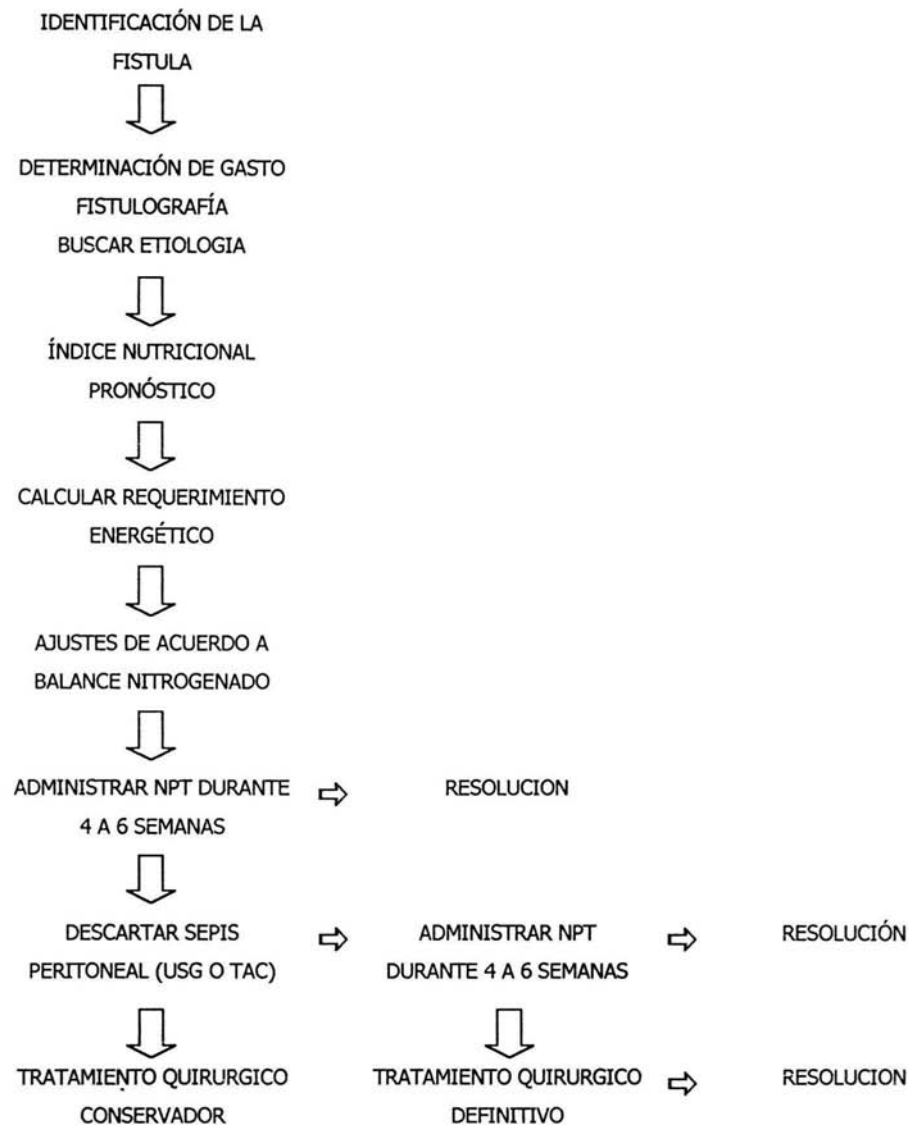 IDENTIFICACIÓN DE LA
FISTULA
DETERMINACIÓN DE GASTO
FISTULOGRAFÍA
BUSCAR ETIOLOGIA
ÍNDICE NUTRICIONAL
PRONÓSTICO
CALCULAR REQUERIMIENTO
ENERGÉTICO
AJUSTES DE ACUERDO A
BALANCE NITROGENADO
ADMINISTRAR NPT DURANTE
4 A 6 SEMANAS
RESOLUCION
DESCARTAR SEPIS
PERITONEAL (USG O TAC)
ADMINISTRAR NPT
DURANTE 4 A 6 SEMANAS
RESOLUCIÓN
TRATAMIENTO QUIRURGICO
CONSERVADOR
TRATAMIENTO QUIRURGICO
DEFINITIVO
RESOLUCION